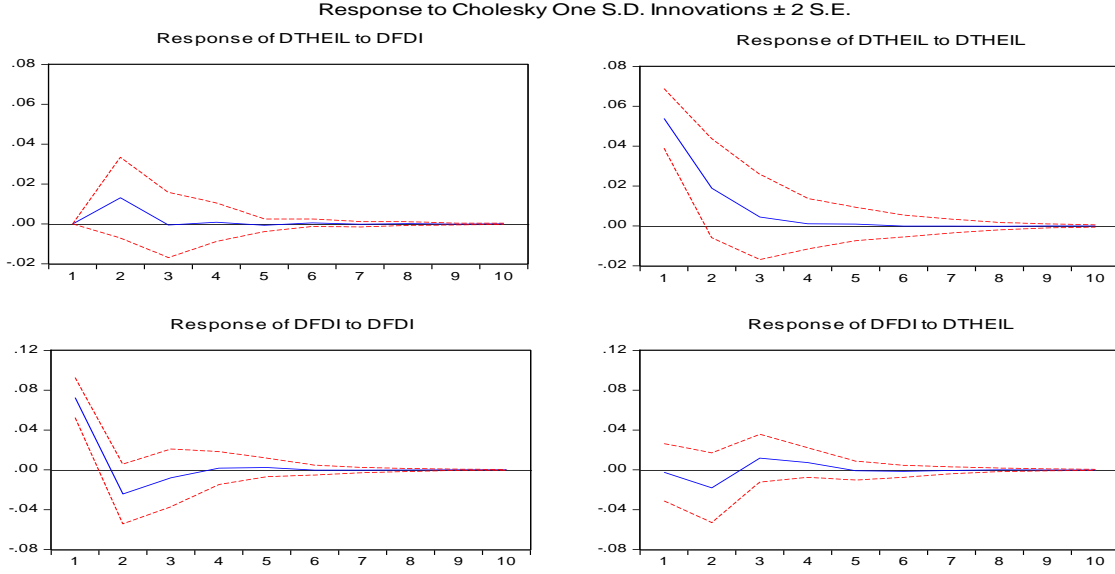 Response to Cholesky One S.D. Innovations ± 2 S.E.
Response of DTHEIL to DFDI
.08
.06
.04
.02
.00
-.02
1 2 3 4 5 6 7 8 9 10
Response of DTHEIL to DTHEIL
.08
.06
.04
.02
.00
-.02
1 2 3 4 5 6 7 8 9 10
Response of DFDI to DFDI
.12
.08
.04
.00
-.04
-.08
1 2 3 4 5 6 7 8 9 10
Response of DFDI to DTHEIL
.12
.08
.04
.00
-.04
-.08
1 2 3 4 5 6 7 8 9 10